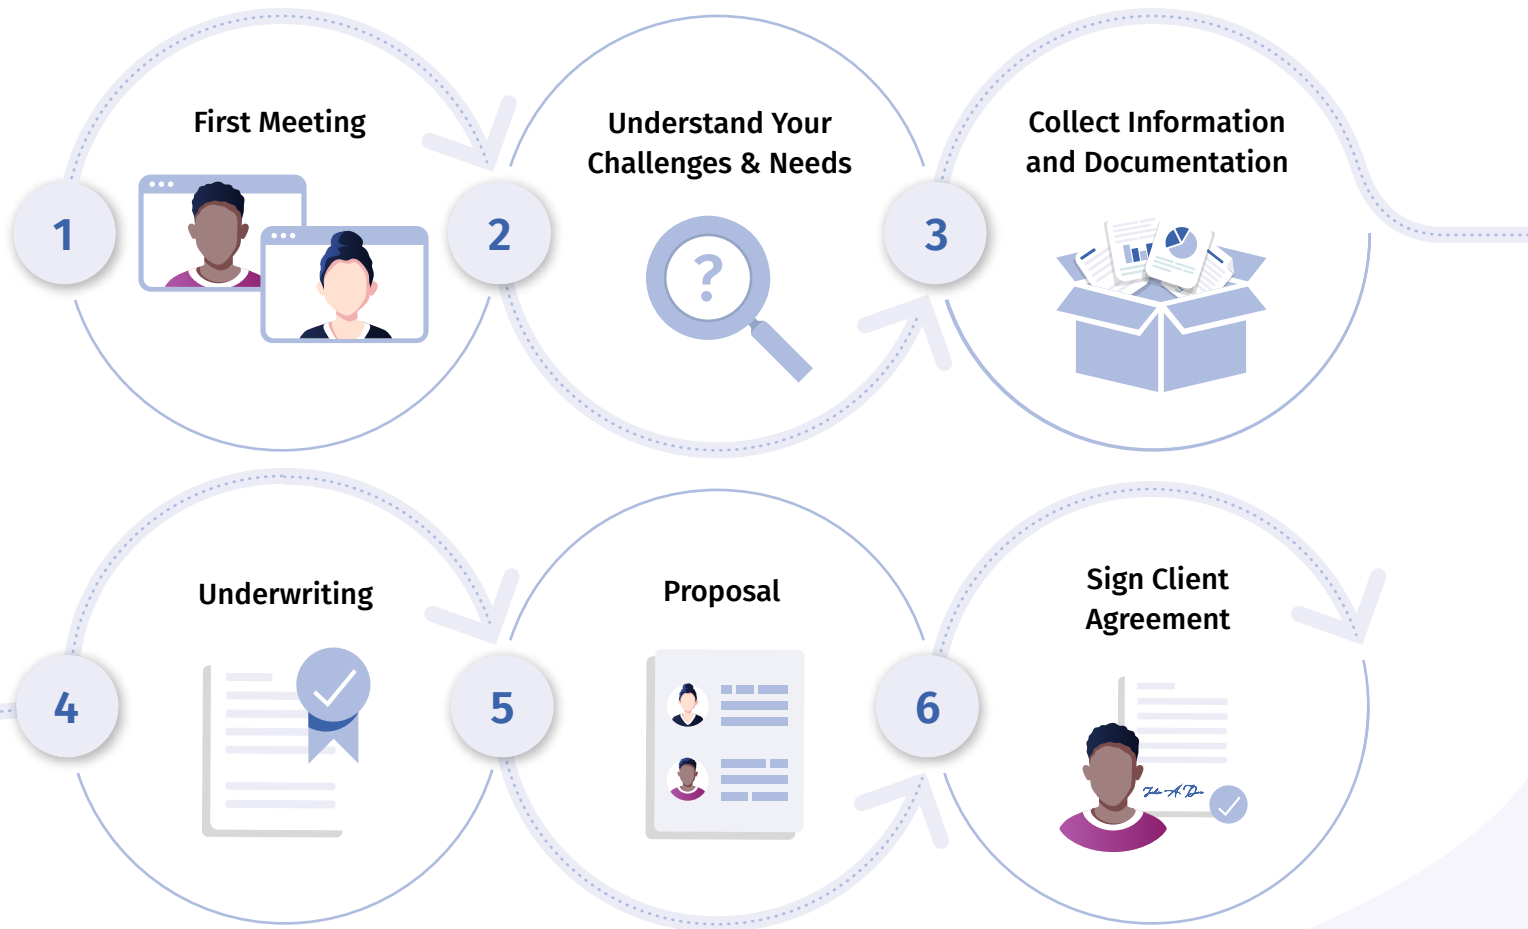 1
First Meeting
2
Understand Your
Challenges & Needs
?
3
Collect Information
and Documentation
4
Underwriting
5
Proposal
6
Sign Client
Agreement